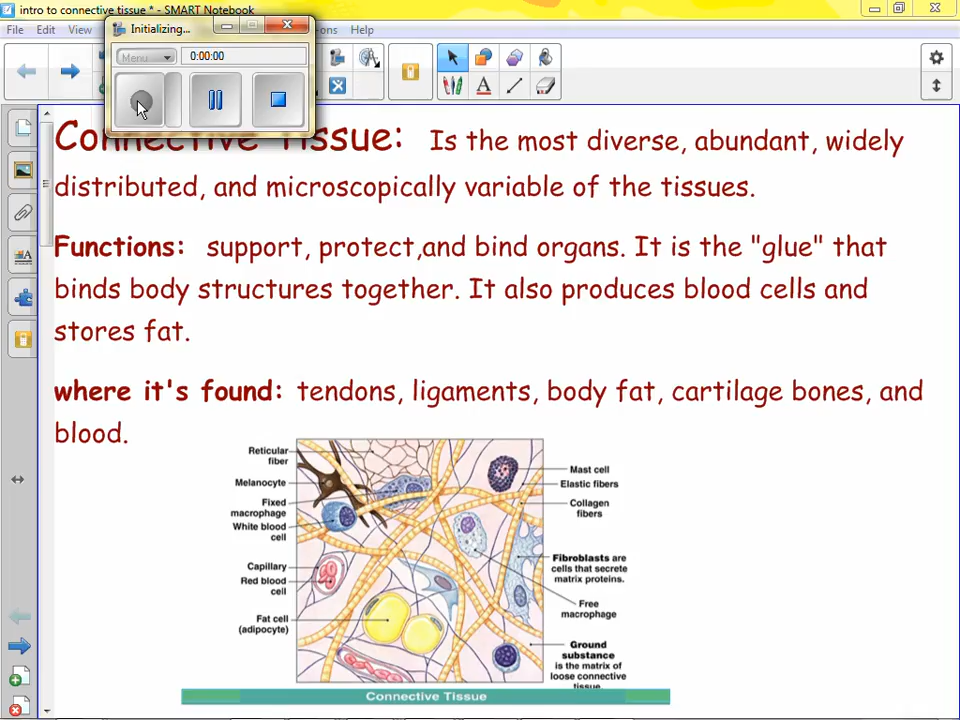 intro to connective tissue * - SMART Notebook
Initializing...
File Edit View
Help
Menu
0:00:00
Connective Tissue: Is the most diverse, abundant, widely
distributed, and microscopically variable of the tissues.
Functions: support, protect,and bind organs. It is the "glue" that
binds body structures together. It also produces blood cells and
stores fat.
where it's found: tendons, ligaments, body fat, cartilage bones, and
blood.
Reticular
fiber
Melanocyte
Fixed
macrophage
White blood
cell
Capillary
Red blood
cell
Fat cell
(adipocyte)
Mast cell
Elastic fibers
Collagen
fibers
Fibroblasts are
cells that secrete
matrix proteins.
Free
macrophage
Ground
substance
is the matrix of
loose connective
tissue.
Connective Tissue